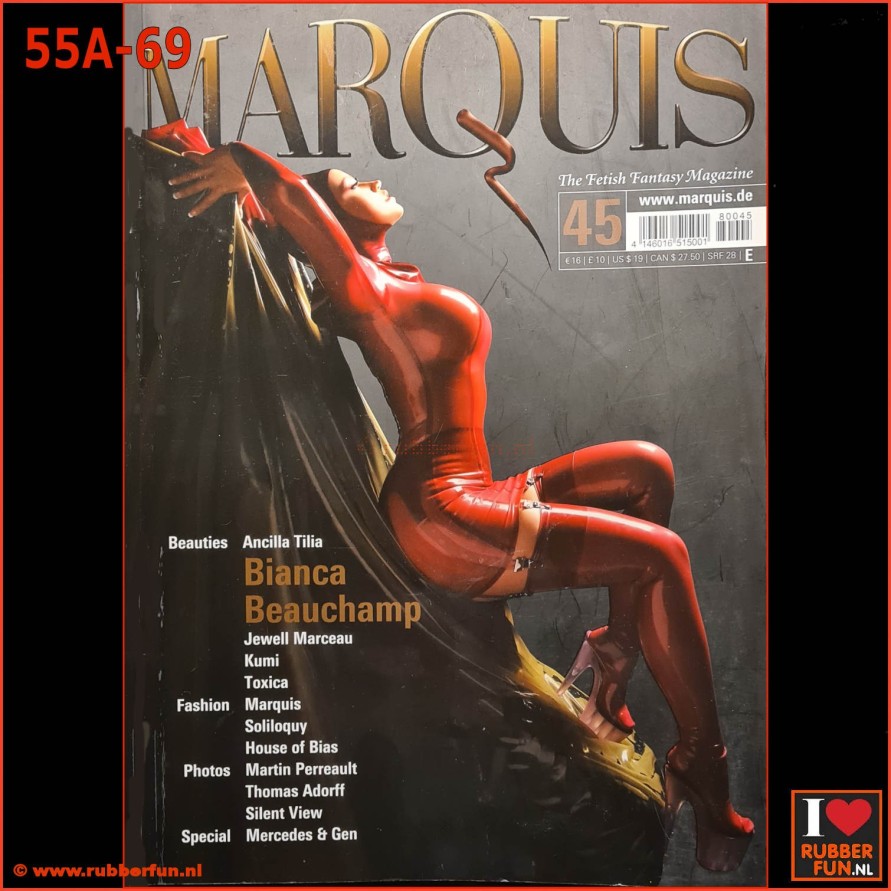 55A-69
MARQUIS
The Fetish Fantasy Magazine
www.marquis.de
45
80045
4 146016 515001
€ 16 | £ 10 | US $ 19 | CAN $ 27.50 | SRF 28 | E
Beauties Ancilla Tilia
Bianca
Beauchamp
Jewell Marceau
Kumi
Toxica
Fashion Marquis
Soliloquy
House of Bias
Photos Martin Perreault
Thomas Adorff
Silent View
Special Mercedes & Gen
© www.rubberfun.nl
I ❤
RUBBER
FUN.NL